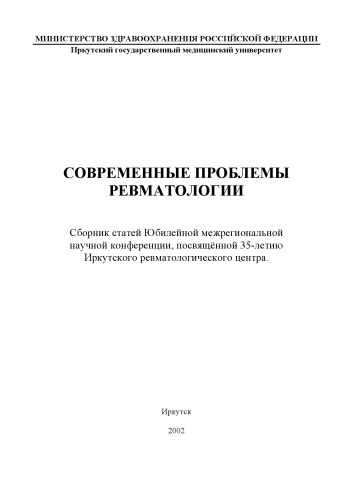 МИНИСТЕРСТВО ЗДРАВООХРАНЕНИЯ РОССИЙСКОЙ ФЕДЕРАЦИИ
Иркутский государственный медицинский университет
СОВРЕМЕННЫЕ ПРОБЛЕМЫ
РЕВМАТОЛОГИИ
Сборник статей Юбилейной межрегиональной
научной конференции, посвящённой 35-летию
Иркутского ревматологического центра.
Иркутск
2002